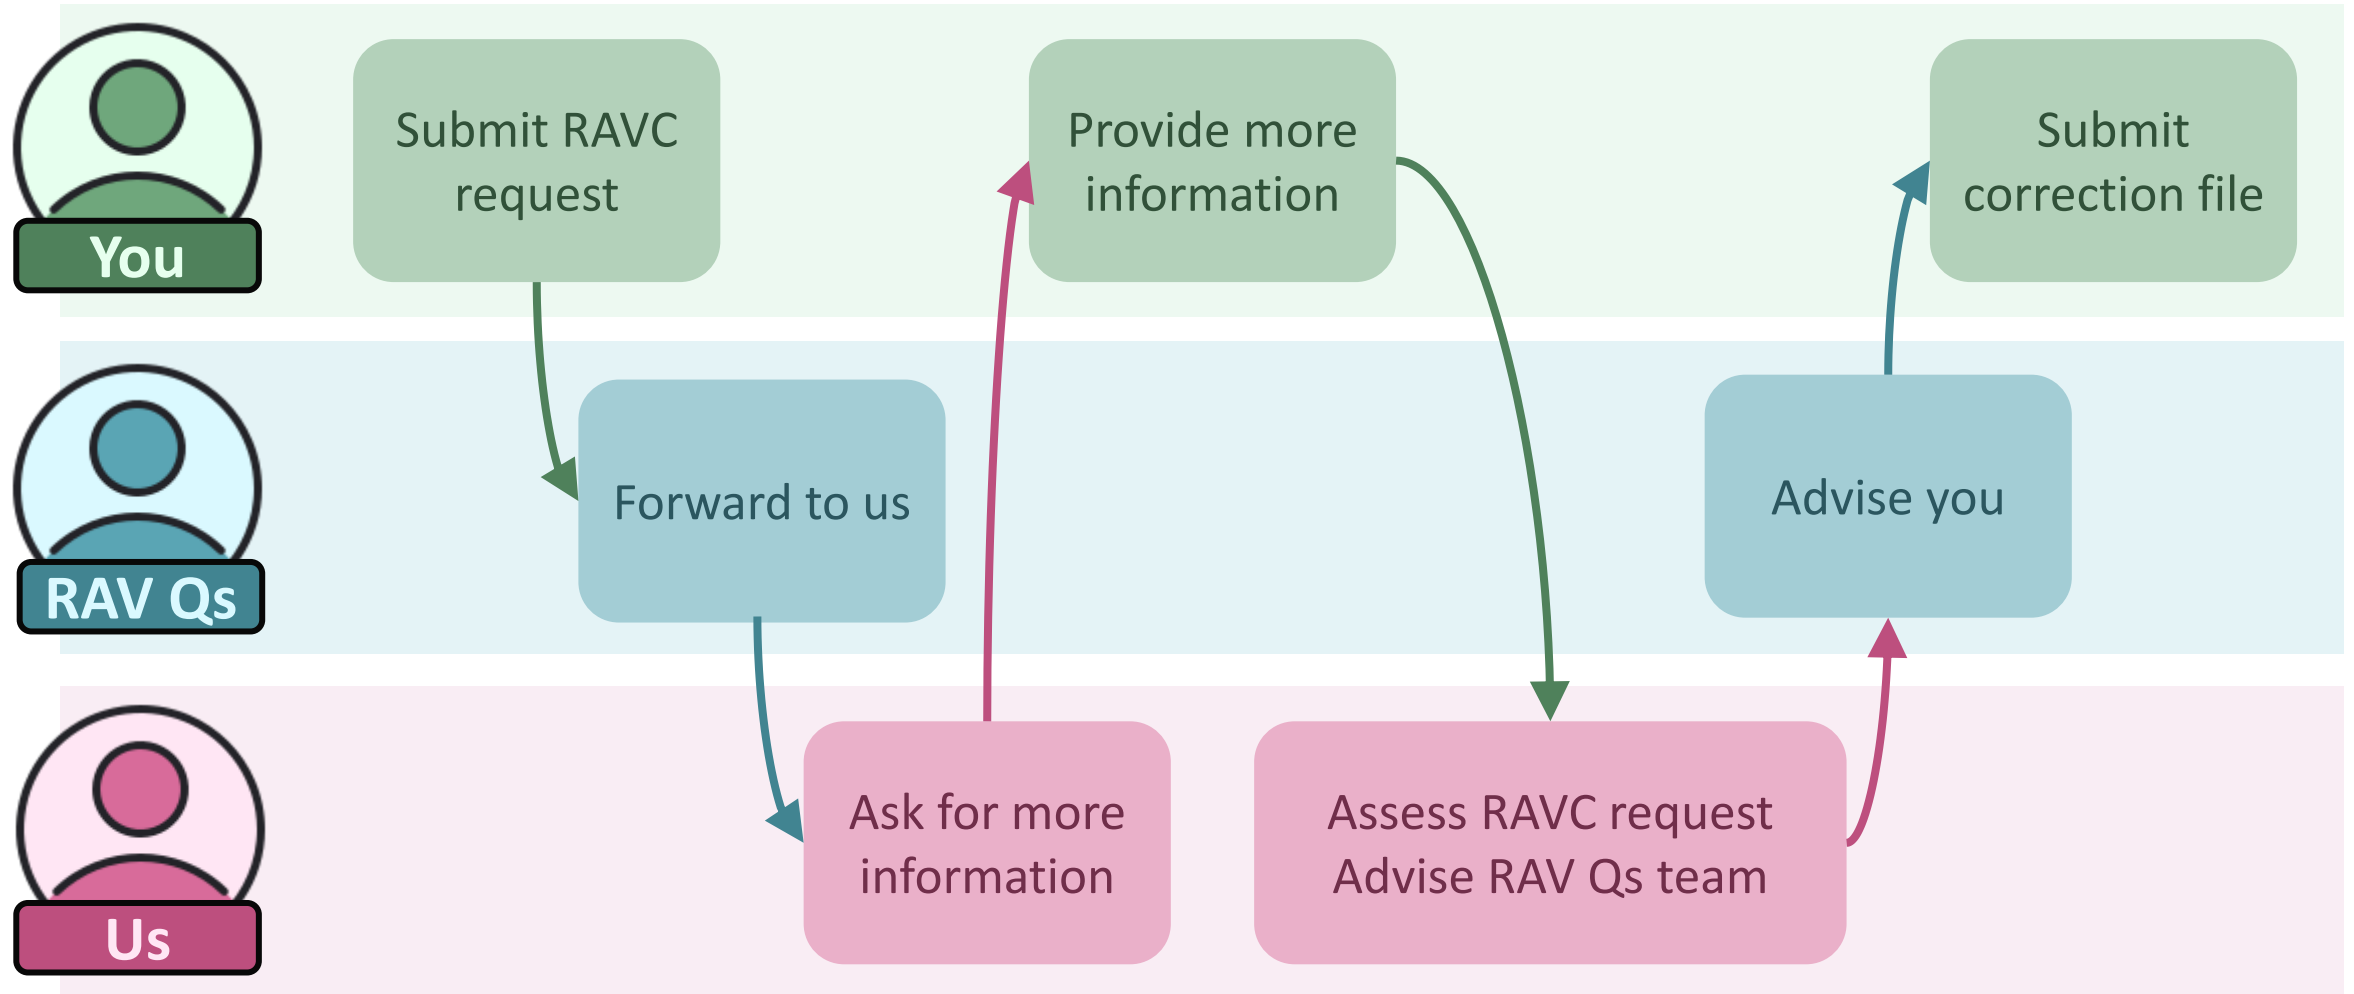 You
Submit RAVC
request
Provide more
information
Submit
correction file
RAV Qs
Forward to us
Advise you
Us
Ask for more
information
Assess RAVC request
Advise RAV Qs team